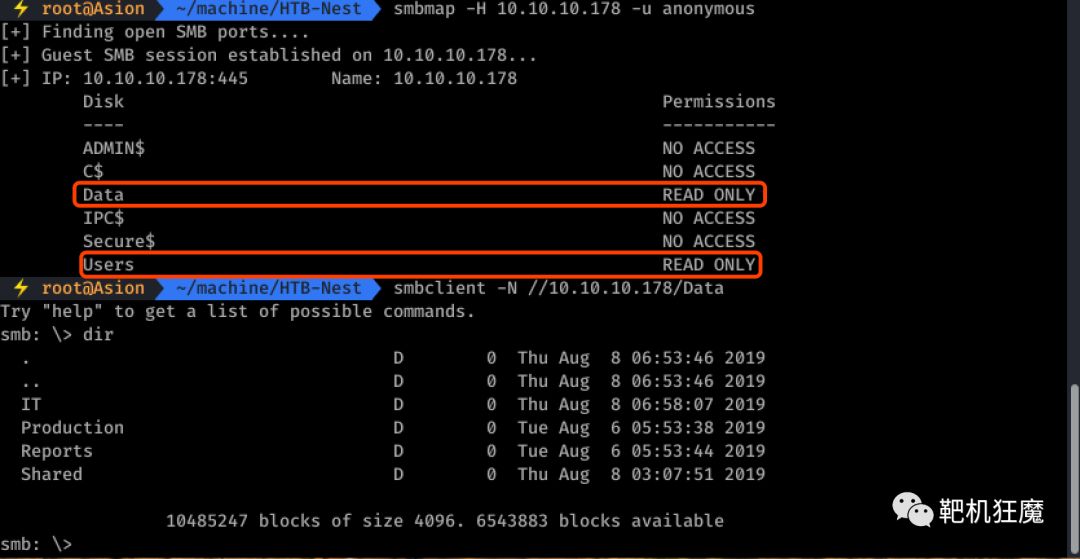 ⚡ root@Asion ~/machine/HTB-Nest smbmap -H 10.10.10.178 -u anonymous
[+] Finding open SMB ports....
[+] Guest SMB session established on 10.10.10.178...
[+] IP: 10.10.10.178:445 Name: 10.10.10.178
Disk Permissions
---- -----------
ADMIN$ NO ACCESS
C$ NO ACCESS
Data READ ONLY
IPC$ NO ACCESS
Secure$ NO ACCESS
Users READ ONLY
⚡ root@Asion ~/machine/HTB-Nest smbclient -N //10.10.10.178/Data
Try "help" to get a list of possible commands.
smb: \> dir
. D 0 Thu Aug 8 06:53:46 2019
.. D 0 Thu Aug 8 06:53:46 2019
IT D 0 Thu Aug 8 06:58:07 2019
Production D 0 Tue Aug 6 05:53:38 2019
Reports D 0 Tue Aug 6 05:53:44 2019
Shared D 0 Thu Aug 8 03:07:51 2019
10485247 blocks of size 4096. 6543883 blocks available
靶机狂魔
smb: \>